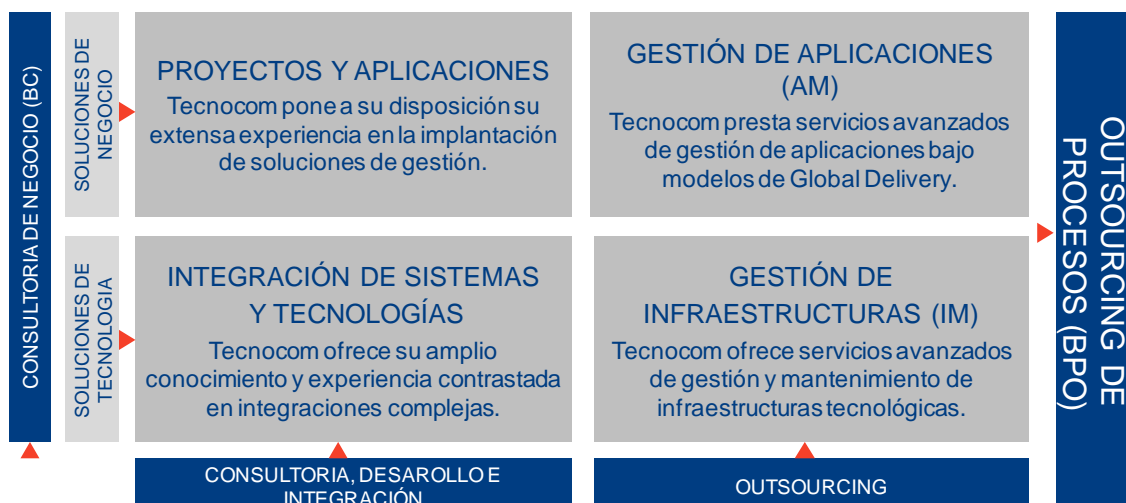 CONSULTORIA DE NEGOCIO (BC)
SOLUCIONES DE
NEGOCIO
PROYECTOS Y APLICACIONES
Tecnocom pone a su disposición su
extensa experiencia en la implantación
de soluciones de gestión.
GESTIÓN DE APLICACIONES
(AM)
Tecnocom presta servicios avanzados
de gestión de aplicaciones bajo
modelos de Global Delivery.
SOLUCIONES DE
TECNOLOGIA
INTEGRACIÓN DE SISTEMAS
Y TECNOLOGÍAS
Tecnocom ofrece su amplio
conocimiento y experiencia contrastada
en integraciones complejas.
GESTIÓN DE
INFRAESTRUCTURAS (IM)
Tecnocom ofrece servicios avanzados
de gestión y mantenimiento de
infraestructuras tecnológicas.
OUTSOURCING DE
PROCESOS (BPO)
CONSULTORIA, DESAROLLO E
INTEGRACIÓN
OUTSOURCING